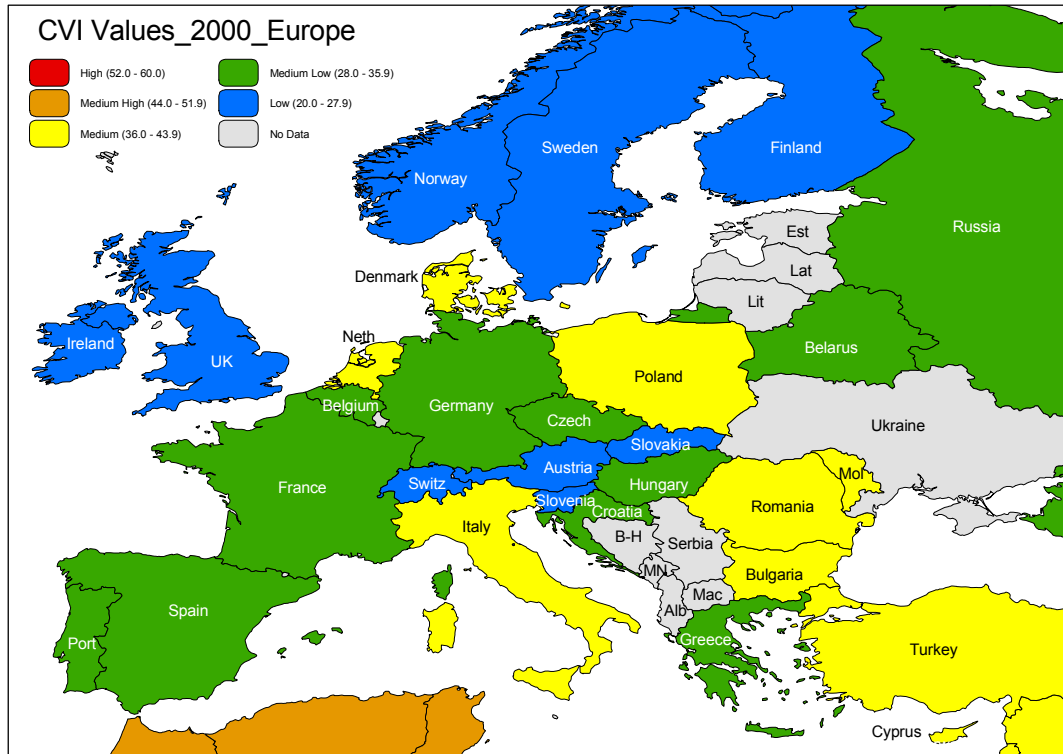 CVI Values_2000_Europe
High (52.0 - 60.0)
Medium Low (28.0 - 35.9)
Medium High (44.0 - 51.9)
Low (20.0 - 27.9)
Medium (36.0 - 43.9)
No Data
Sweden
Finland
Norway
Russia
Est
Denmark
Lat
Lit
Neth
Ireland
UK
Belarus
Poland
Belgium
Germany
Czech
Ukraine
Slovakia
Austria
Switz
France
Hungary
Mol
Slovenia
Croatia
Romania
Italy
B-H
Serbia
MN
Bulgaria
Mac
Spain
Alb
Port
Greece
Turkey
Cyprus